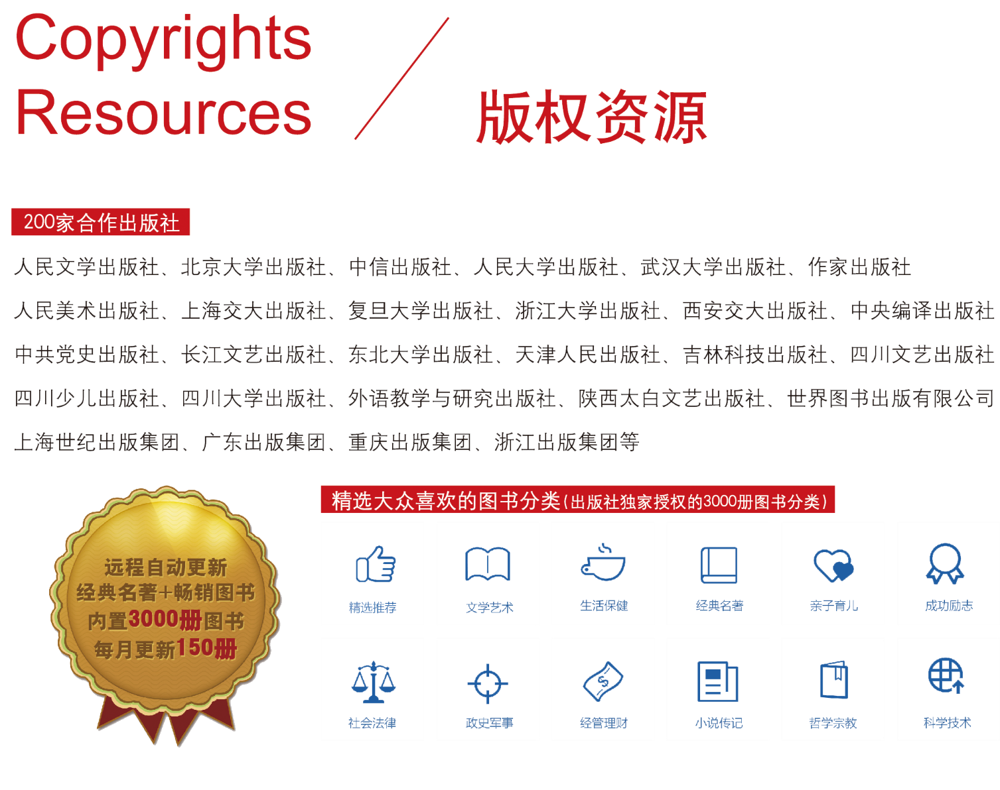 Copyrights
Resources
版权资源
200家合作出版社
人民文学出版社、北京大学出版社、中信出版社、人民大学出版社、武汉大学出版社、作家出版社
人民美术出版社、上海交大出版社、复旦大学出版社、浙江大学出版社、西安交大出版社、中央编译出版社
中共党史出版社、长江文艺出版社、东北大学出版社、天津人民出版社、吉林科技出版社、四川文艺出版社
四川少儿出版社、四川大学出版社、外语教学与研究出版社、陕西太白文艺出版社、世界图书出版有限公司
上海世纪出版集团、广东出版集团、重庆出版集团、浙江出版集团等
远程自动更新
经典名著+畅销图书
内置3000册图书
每月更新150册
精选大众喜欢的图书分类(出版社独家授权的3000册图书分类)
精选推荐 文学艺术 生活保健 经典名著 亲子育儿 成功励志
社会法律 政史军事 经管理财 小说传记 哲学宗教 科学技术